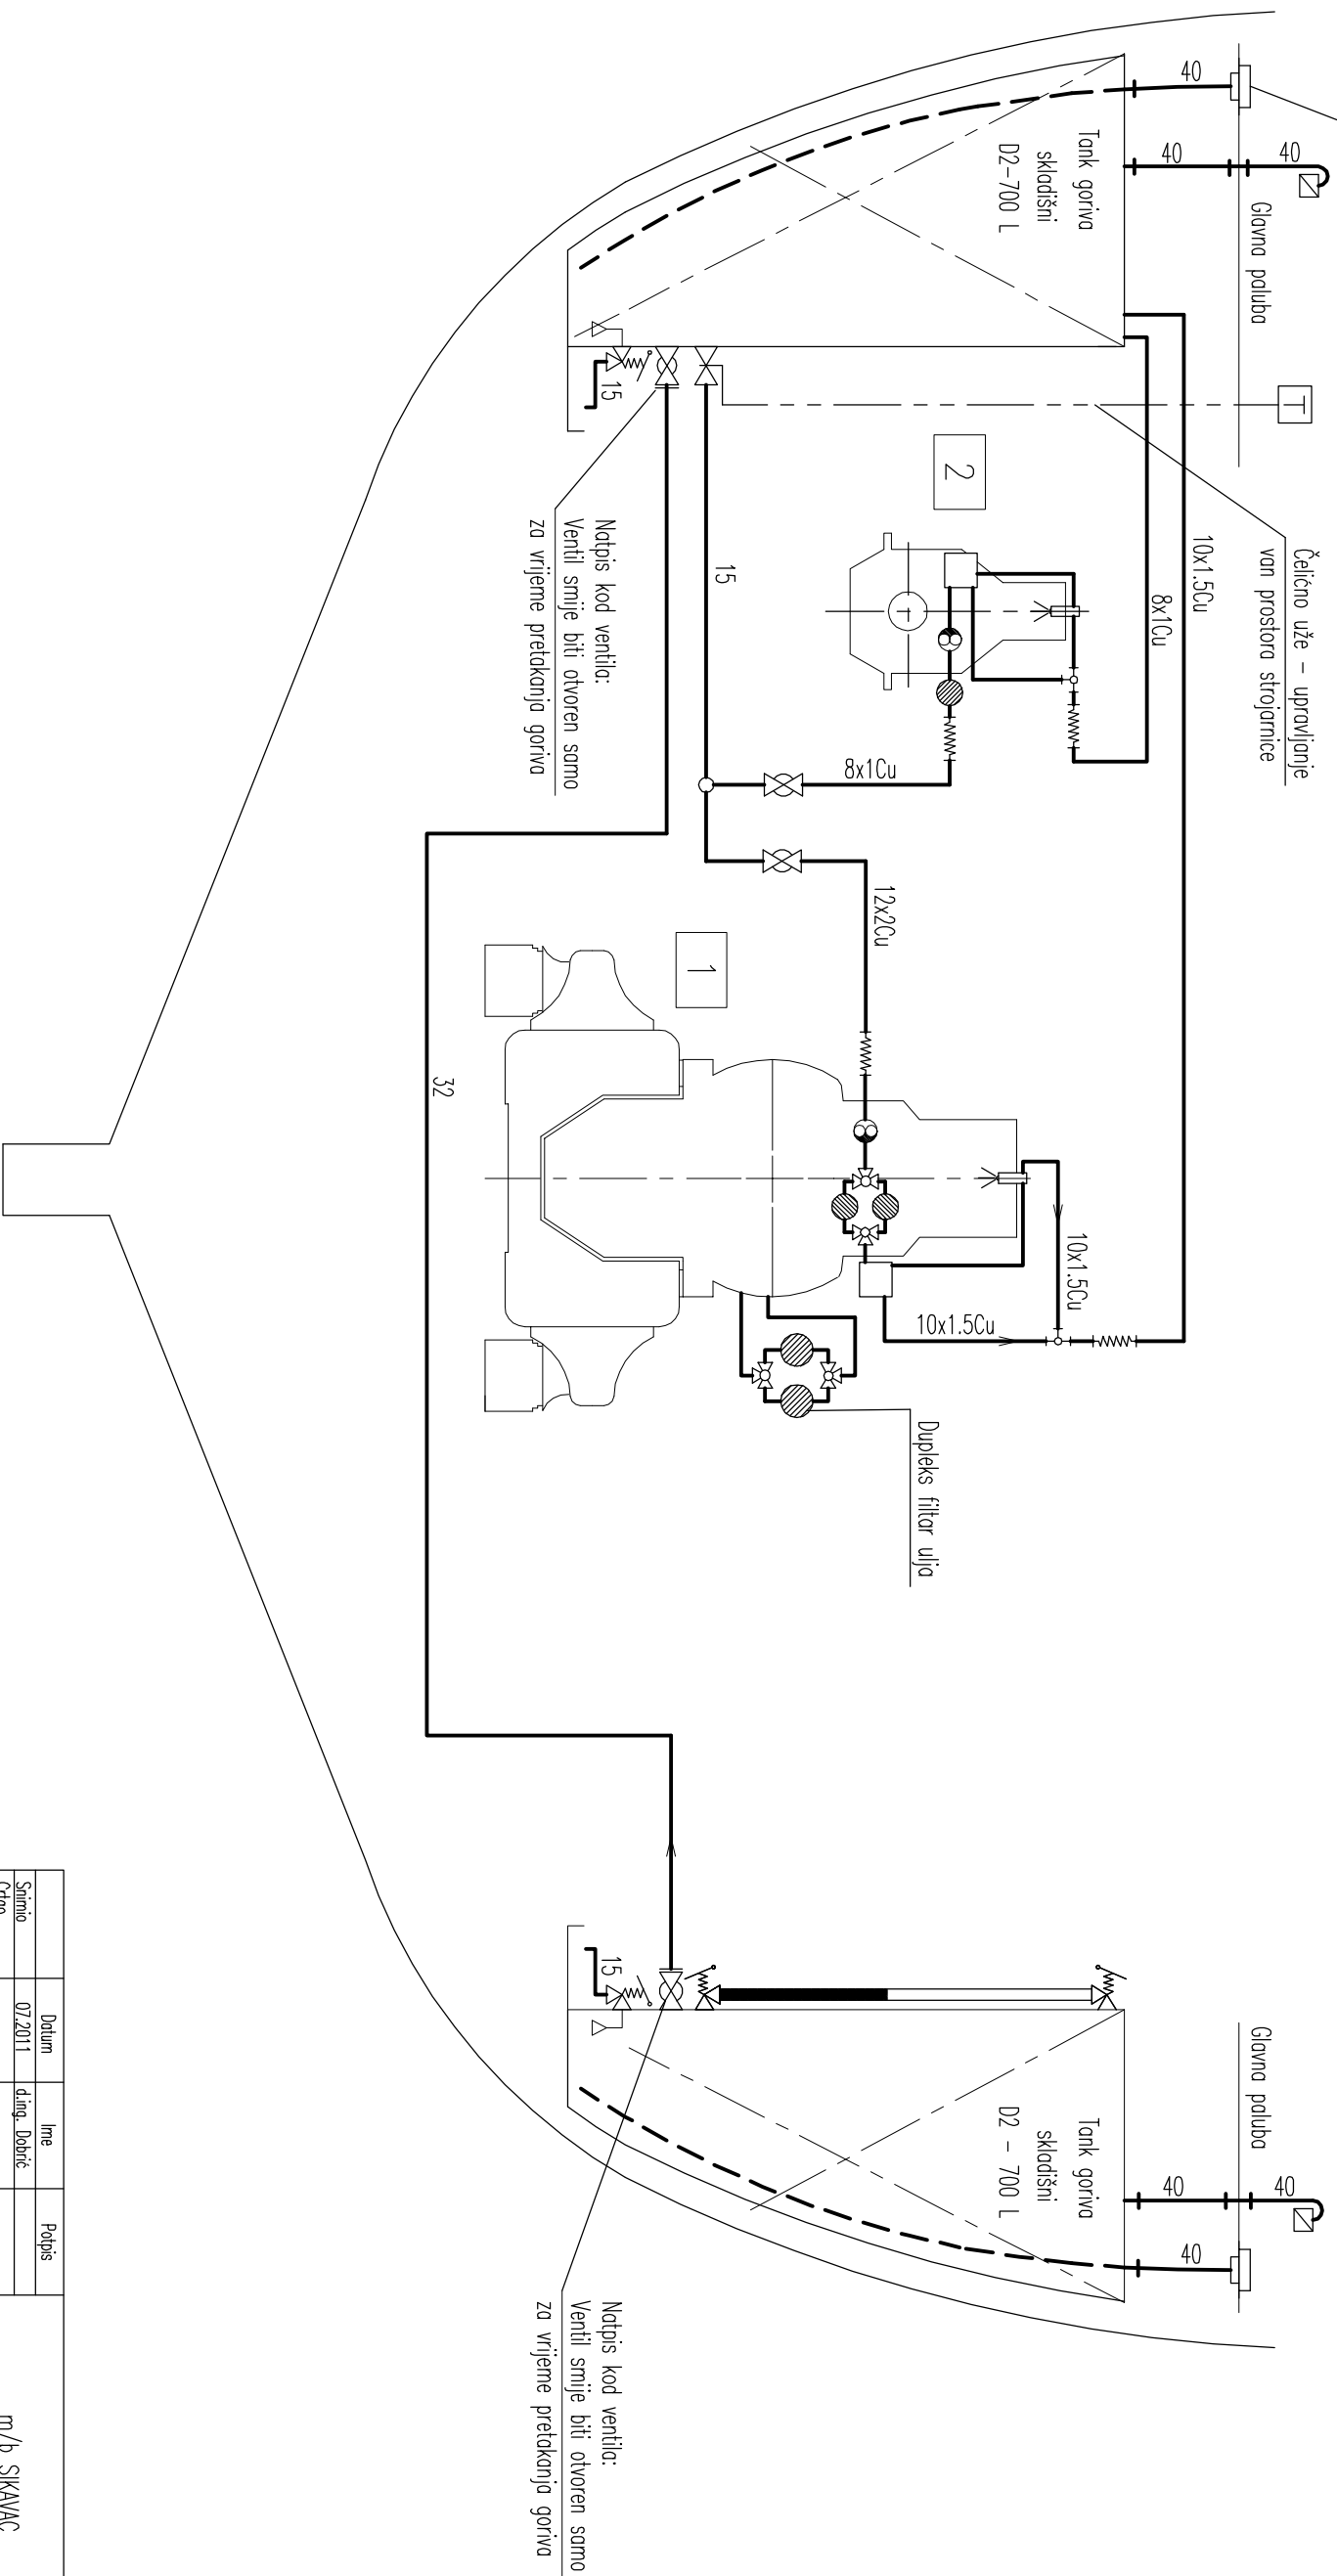 40
40
40
Glavna paluba
Tank goriva
skladišni
D2-700 L
T
Čelično uže - upravljanje
van prostora strojarnice
10x1.5Cu
8x1Cu
2
15
15
Natpis kod ventila:
Ventil smije biti otvoren samo
za vrijeme pretakanja goriva
8x1Cu
12x2Cu
1
32
10x1.5Cu
10x1.5Cu
Dupleks filtar ulja
Glavna paluba
40
40
40
Tank goriva
skladišni
D2 - 700 L
15
Natpis kod ventila:
Ventil smije biti otvoren samo
za vrijeme pretakanja goriva
Datum Ime Potpis
Snimio 07.2011 d.ing. Dobrić
Crtao
m/b SIKAVAC